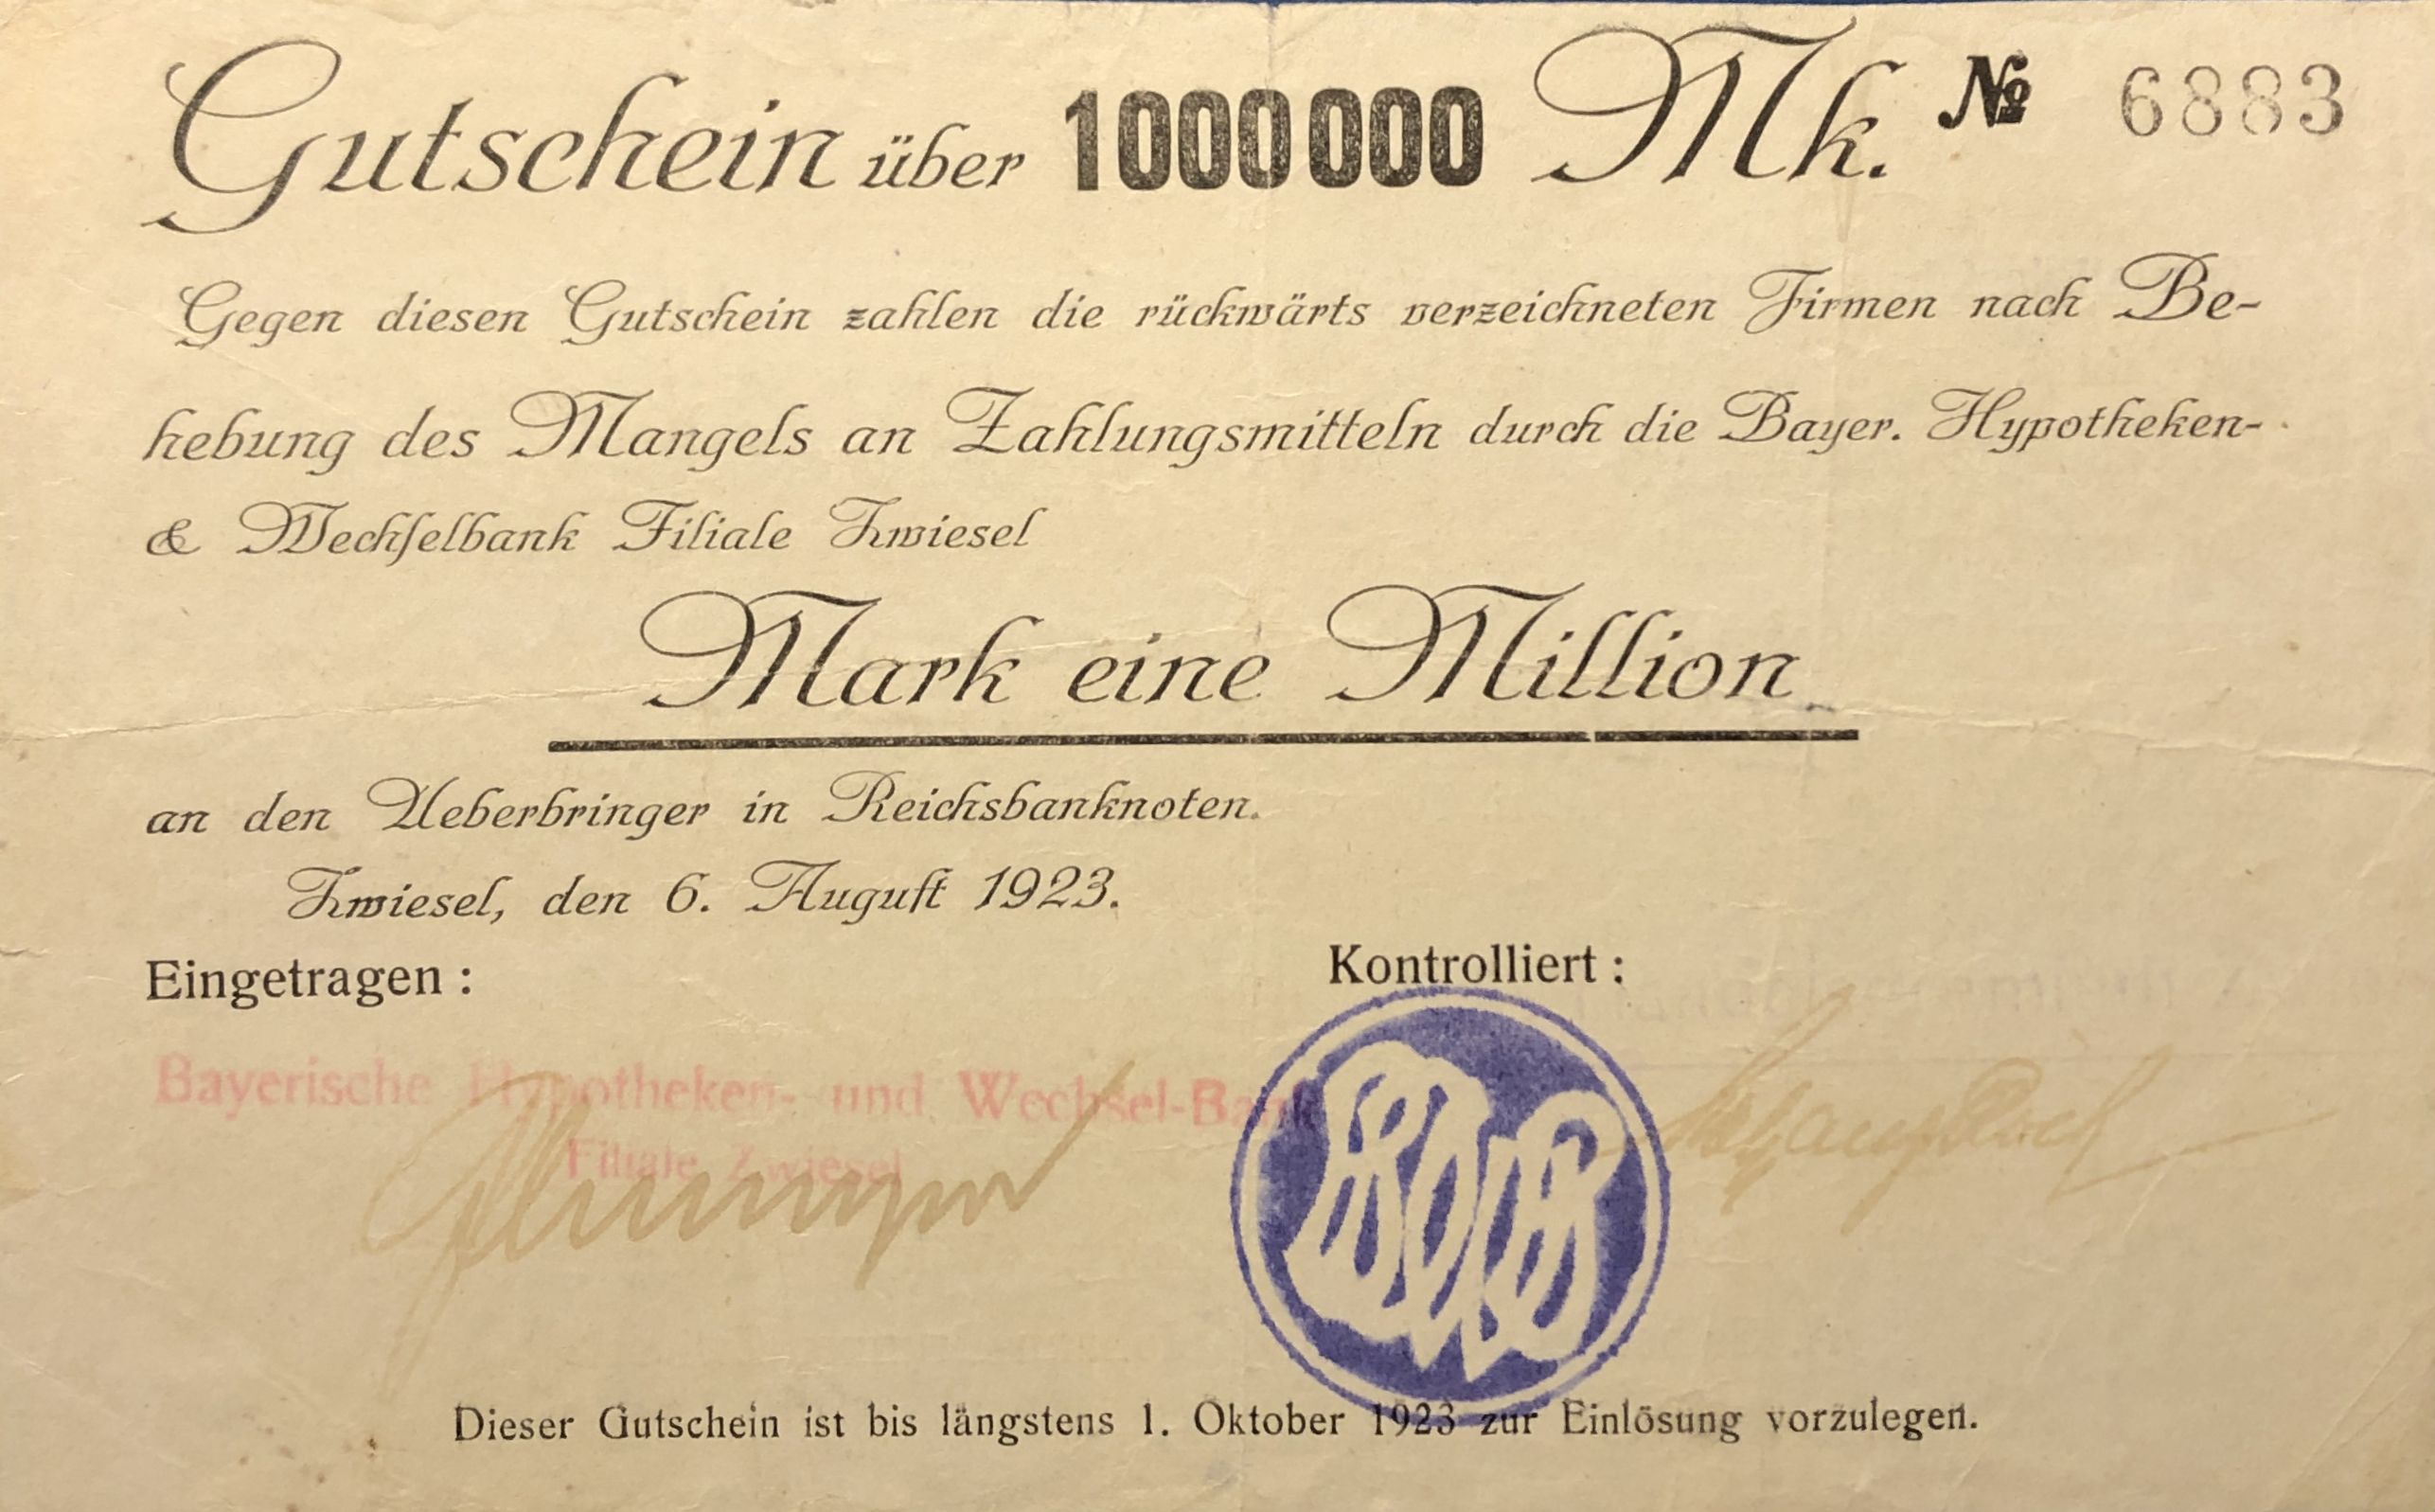 Gutschein über 1000000 Mk. № 6883
Gegen diesen Gutschein zahlen die rückwärts verzeichneten Firmen nach Be-
hebung des Mangels an Zahlungsmitteln durch die Bayer. Hypotheken-
& Wechſelbank Filiale Zwiesel
Mark eine Million
an den Ueberbringer in Reichsbanknoten.
Zwiesel, den 6. Auguſt 1923.
Eingetragen :
Kontrolliert :
Bayerische Hypotheken- und Wechsel-Bank
Filiale Zwiesel
Dieser Gutschein ist bis längstens 1. Oktober 1923 zur Einlösung vorzulegen.